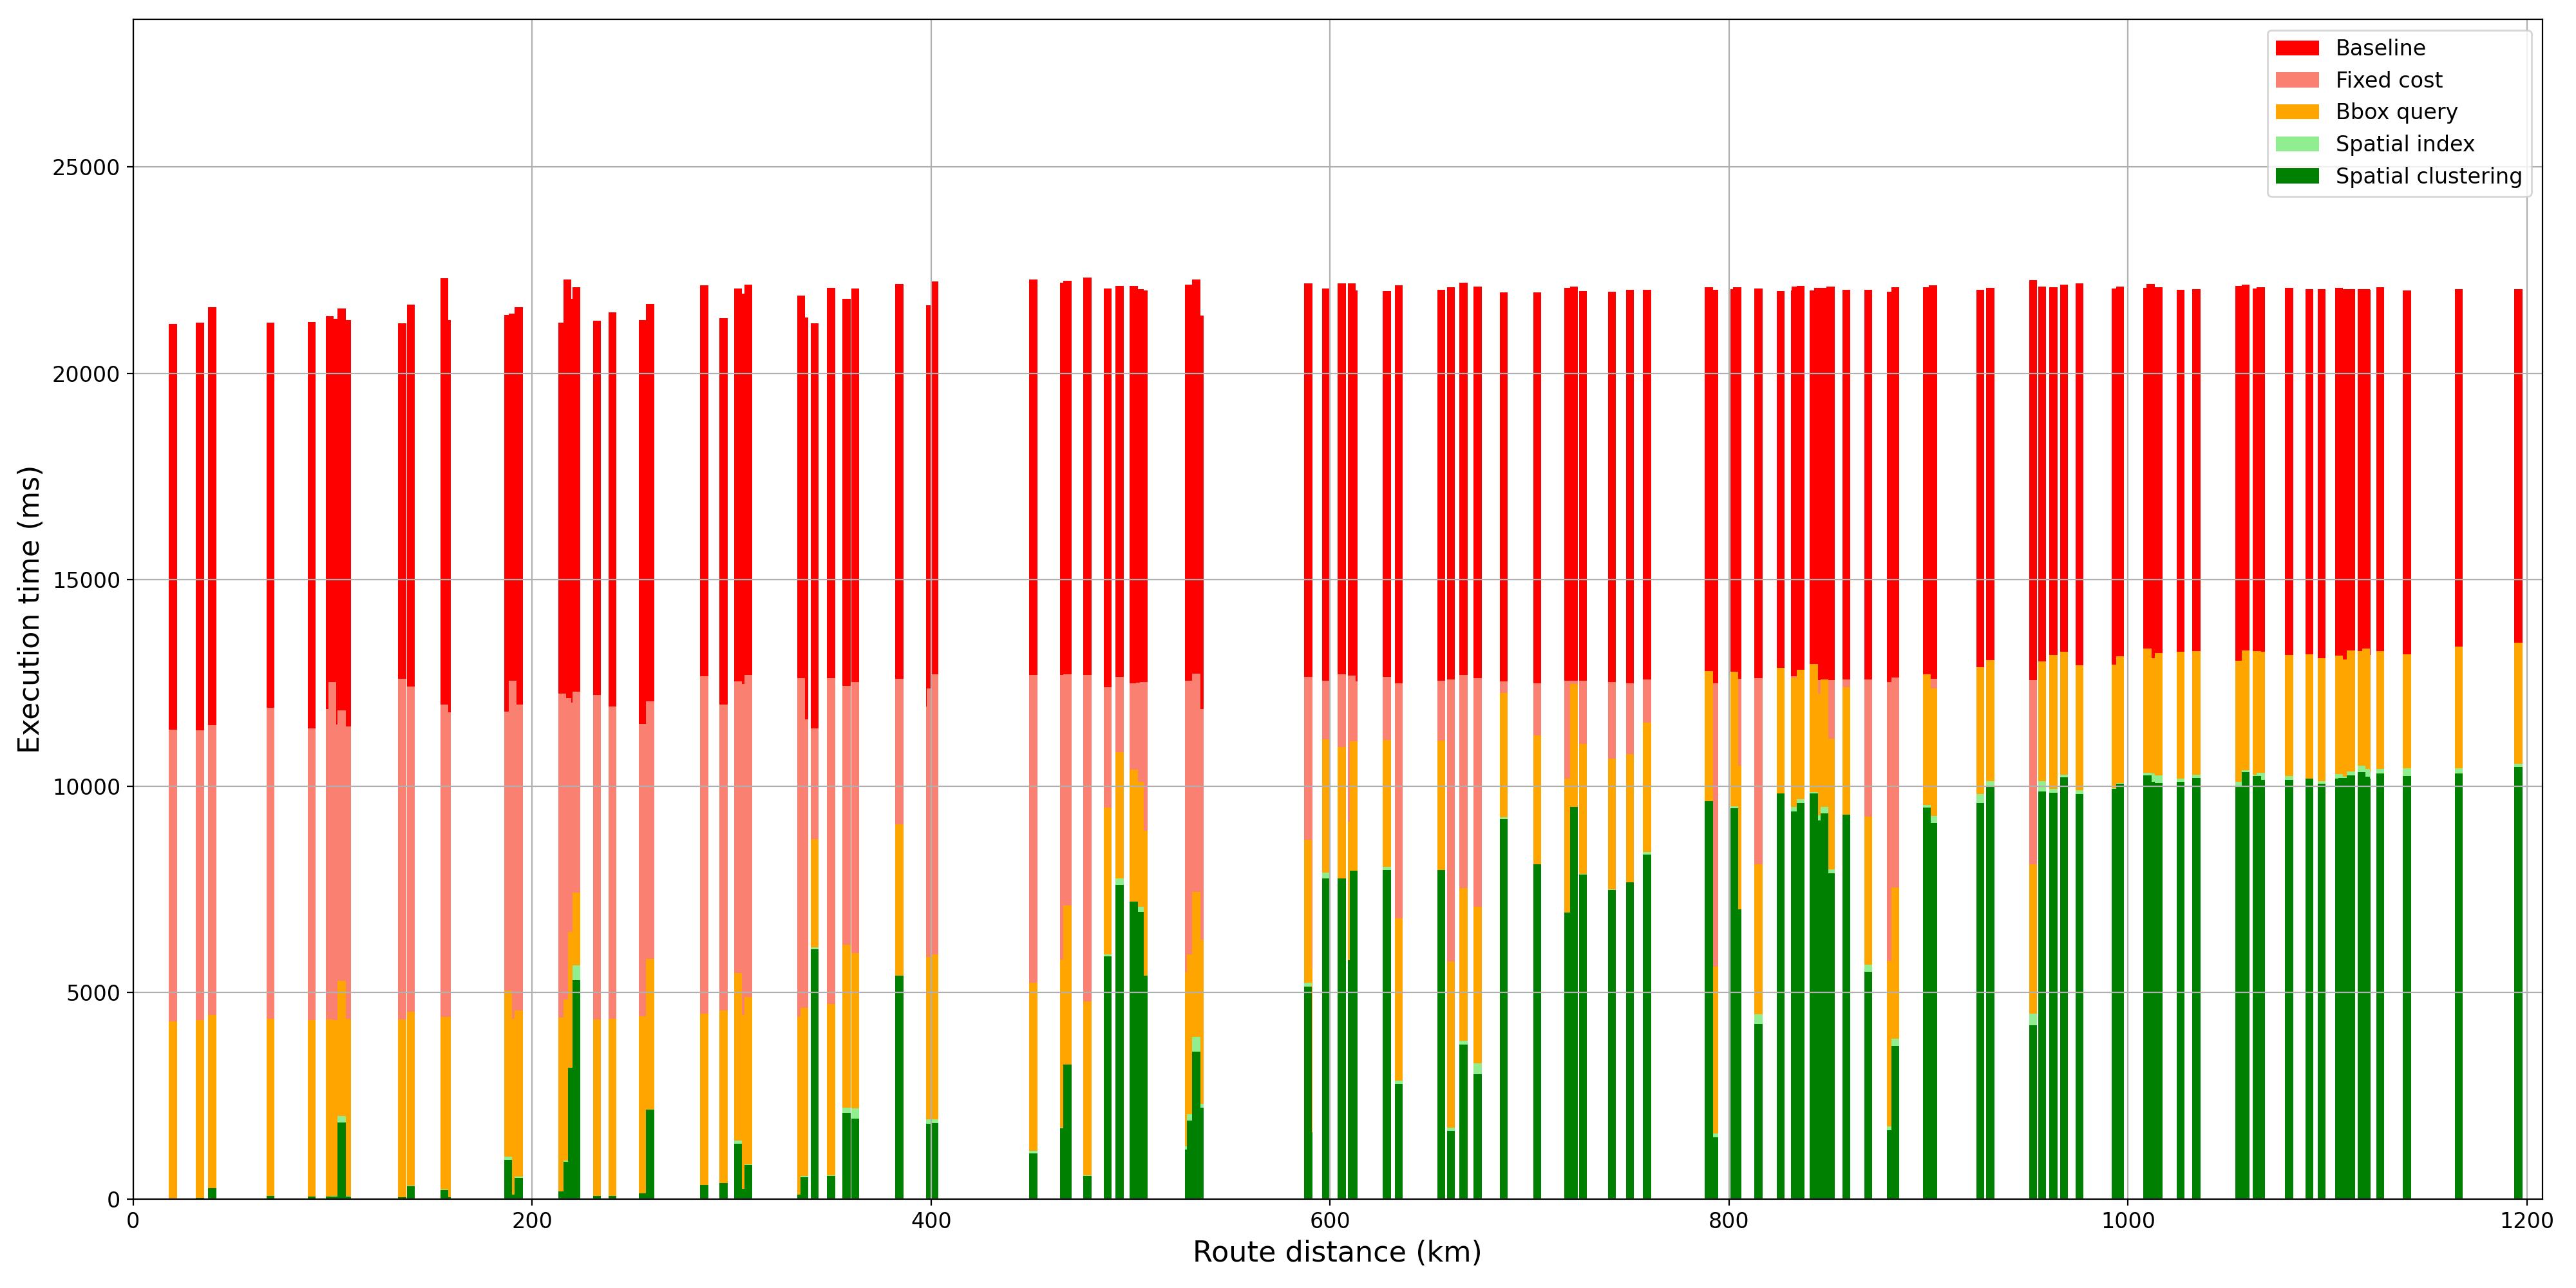 Baseline
Fixed cost
Bbox query
Spatial index
Spatial clustering
Execution time (ms)
25000
20000
15000
10000
5000
0
0 200 400 600 800 1000 1200
Route distance (km)